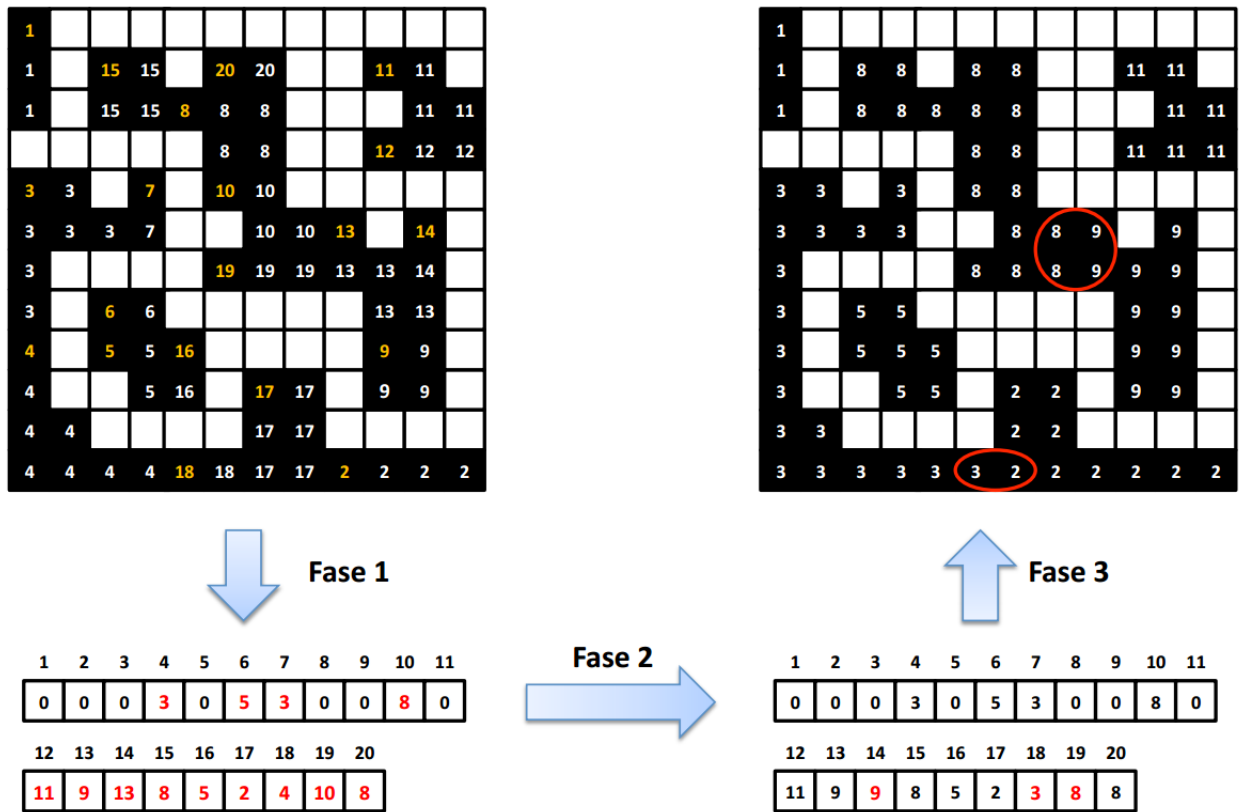 1 1
1 15 15 20 20 11 11 1 8 8 8 8 11 11
1 15 15 8 8 8 11 11 1 8 8 8 8 8 11 11
8 8 12 12 12 8 8 11 11 11
3 3 7 10 10 3 3 3 8 8
3 3 3 7 10 10 13 14 3 3 3 3 8 8 9 9
3 19 19 19 13 13 14 3 8 8 8 9 9 9
3 6 6 13 13 3 5 5 9 9
4 5 5 16 9 9 3 5 5 5 9 9
4 5 16 17 17 9 9 3 5 5 2 2 9 9
4 4 17 17 3 3 2 2
4 4 4 4 18 18 17 17 2 2 2 2 3 3 3 3 3 3 2 2 2 2 2 2
Fase 1 Fase 3
Fase 2
1 2 3 4 5 6 7 8 9 10 11 1 2 3 4 5 6 7 8 9 10 11
0 0 0 3 0 5 3 0 0 8 0 0 0 0 3 0 5 3 0 0 8 0
12 13 14 15 16 17 18 19 20 12 13 14 15 16 17 18 19 20
11 9 13 8 5 2 4 10 8 11 9 9 8 5 2 3 8 8